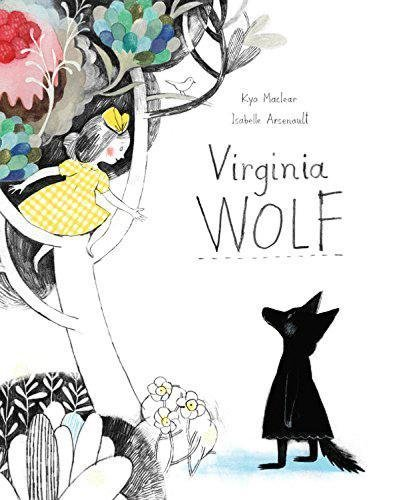 Kyo Maclear
Isabelle Arsenault
Virginia
WOLF